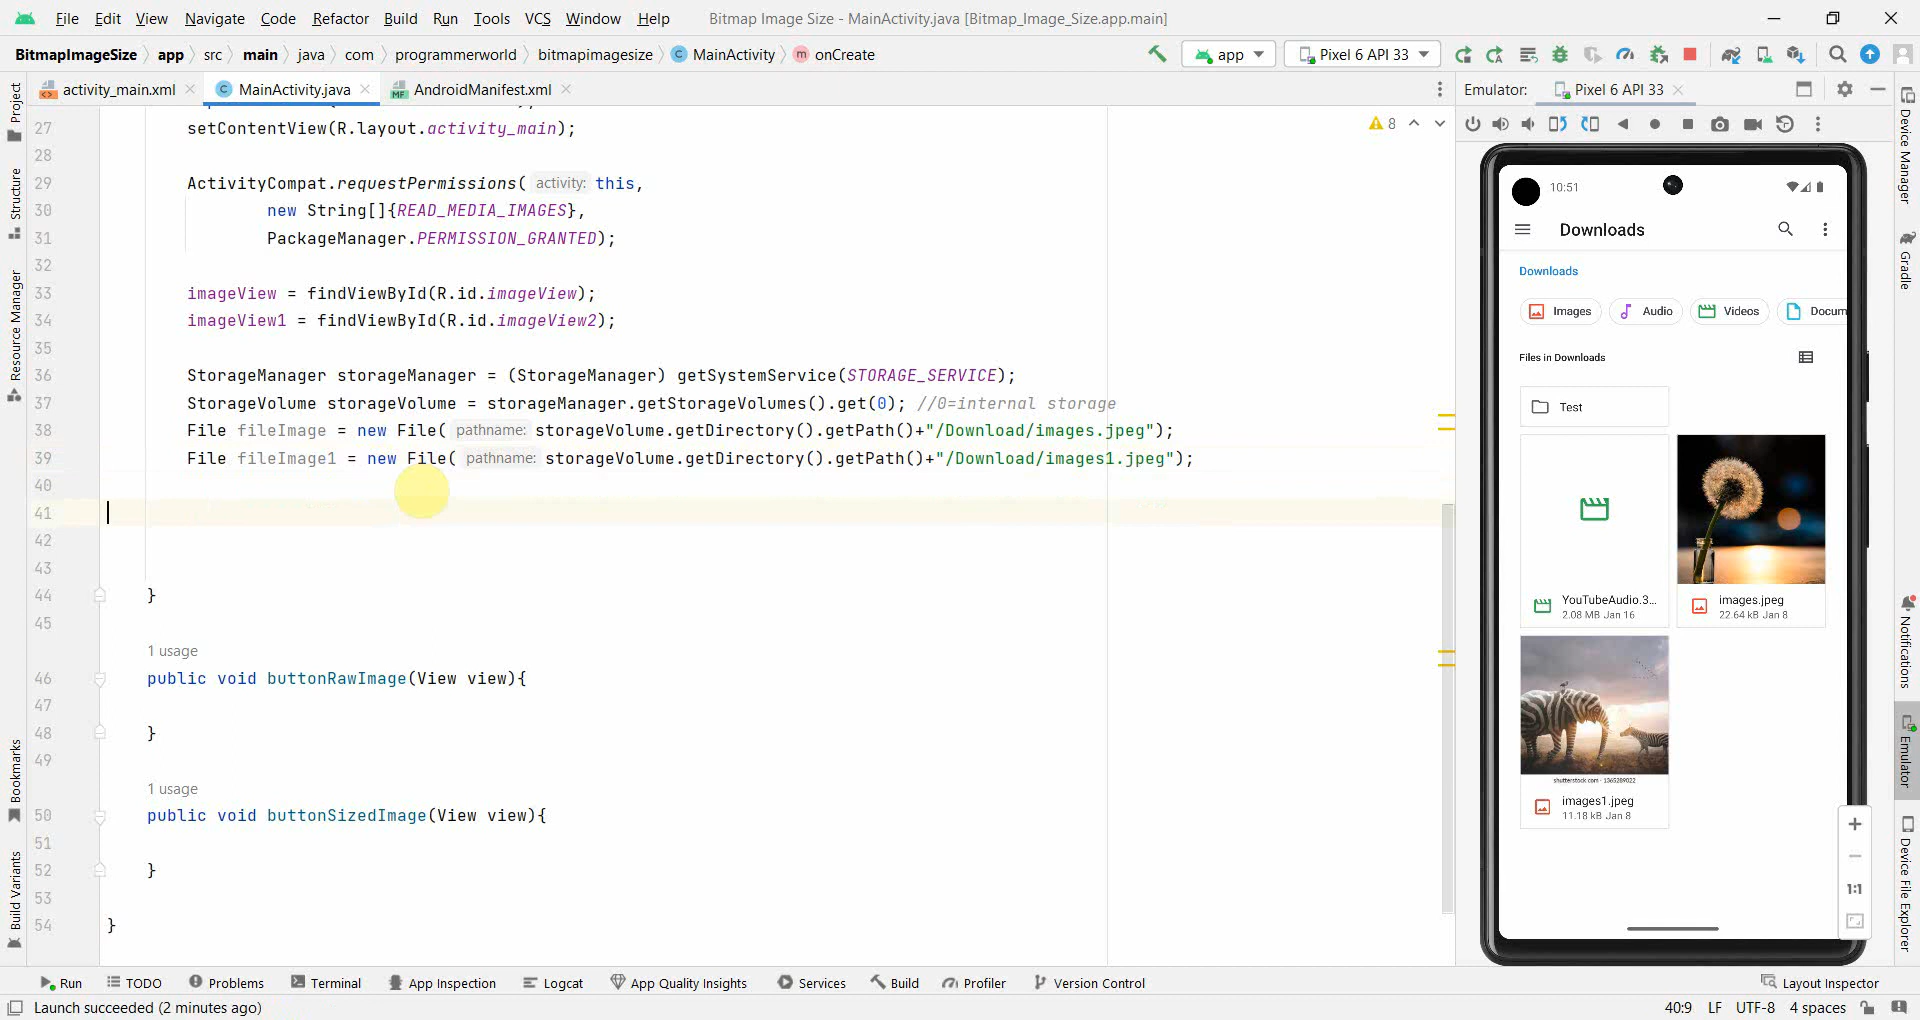 File Edit View Navigate Code Refactor Build Run Tools VCS Window Help Bitmap Image Size - MainActivity.java [Bitmap_Image_Size.app.main]
BitmapImageSize app src main java com programmerworld bitmapimagesize MainActivity onCreate app Pixel 6 API 33
activity_main.xml MainActivity.java AndroidManifest.xml Emulator: Pixel 6 API 33
27 setContentView(R.layout.activity_main); 8
28
29 ActivityCompat.requestPermissions( activity: this,
30 new String[]{READ_MEDIA_IMAGES},
31 PackageManager.PERMISSION_GRANTED);
32
33 imageView = findViewById(R.id.imageView);
34 imageView1 = findViewById(R.id.imageView2);
35
36 StorageManager storageManager = (StorageManager) getSystemService(STORAGE_SERVICE);
37 StorageVolume storageVolume = storageManager.getStorageVolumes().get(0); //0=internal storage
38 File fileImage = new File( pathname: storageVolume.getDirectory().getPath()+"/Download/images.jpeg");
39 File fileImage1 = new File( pathname: storageVolume.getDirectory().getPath()+"/Download/images1.jpeg");
40
41
42
43
44 }
45
1 usage
46 public void buttonRawImage(View view){
47
48 }
49
1 usage
50 public void buttonSizedImage(View view){
51
52 }
53
54 }
10:51
Downloads
Downloads
Images Audio Videos Docum
Files in Downloads
Test
YouTubeAudio.3...
2.08 MB Jan 16
images.jpeg
22.64 kB Jan 8
shutterstock.com · 1365289022
images1.jpeg
11.18 kB Jan 8
1:1
Project
Structure
Resource Manager
Bookmarks
Build Variants
Device Manager
Gradle
Notifications
Emulator
Device File Explorer
Run TODO Problems Terminal App Inspection Logcat App Quality Insights Services Build Profiler Version Control Layout Inspector
Launch succeeded (2 minutes ago) 40:9 LF UTF-8 4 spaces